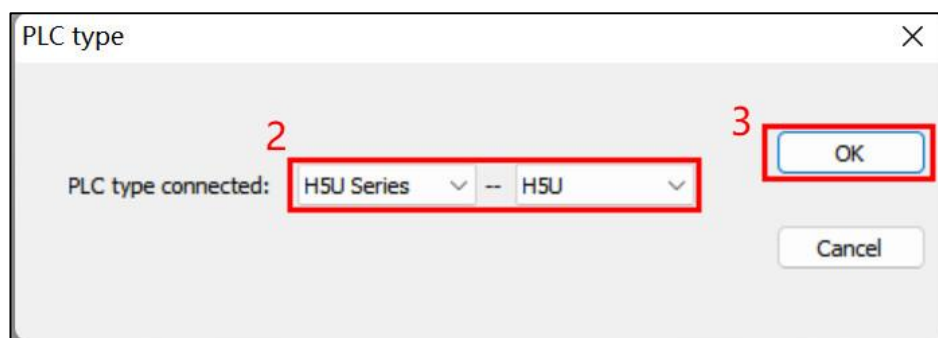 PLC type
2
3
PLC type connected: H5U Series -- H5U
OK
Cancel